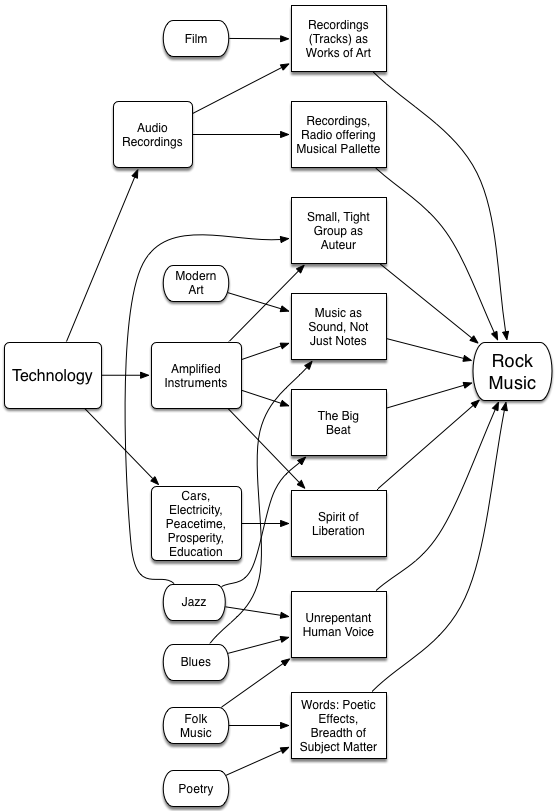 Film
Recordings
(Tracks) as
Works of Art
Audio
Recordings
Recordings,
Radio offering
Musical Pallette
Small, Tight
Group as
Auteur
Modern
Art
Music as
Sound, Not
Just Notes
Technology
Amplified
Instruments
Rock
Music
The Big
Beat
Cars,
Electricity,
Peacetime,
Prosperity,
Education
Spirit of
Liberation
Jazz
Unrepentant
Human Voice
Blues
Folk
Music
Words: Poetic
Effects,
Breadth of
Subject Matter
Poetry